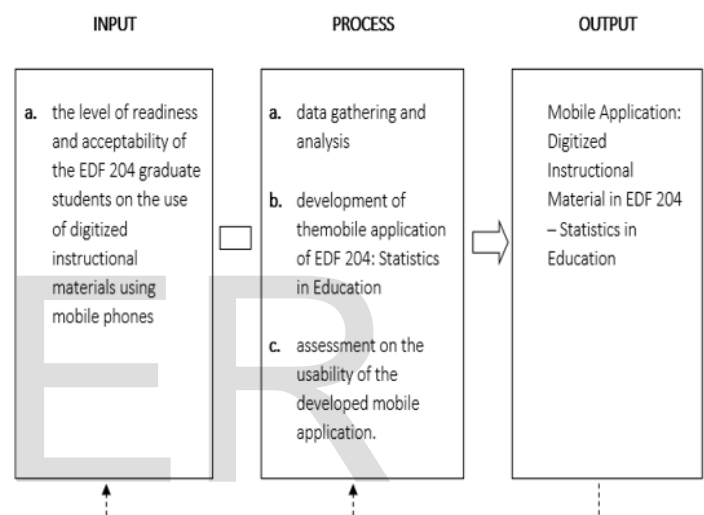 INPUT
PROCESS
OUTPUT
a. the level of readiness
and acceptability of
the EDF 204 graduate
students on the use
of digitized
instructional
materials using
mobile phones
a. data gathering and
analysis
b. development of
themobile application
of EDF 204: Statistics
in Education
c. assessment on the
usability of the
developed mobile
application.
Mobile Application:
Digitized
Instructional
Material in EDF 204
– Statistics in
Education
ER